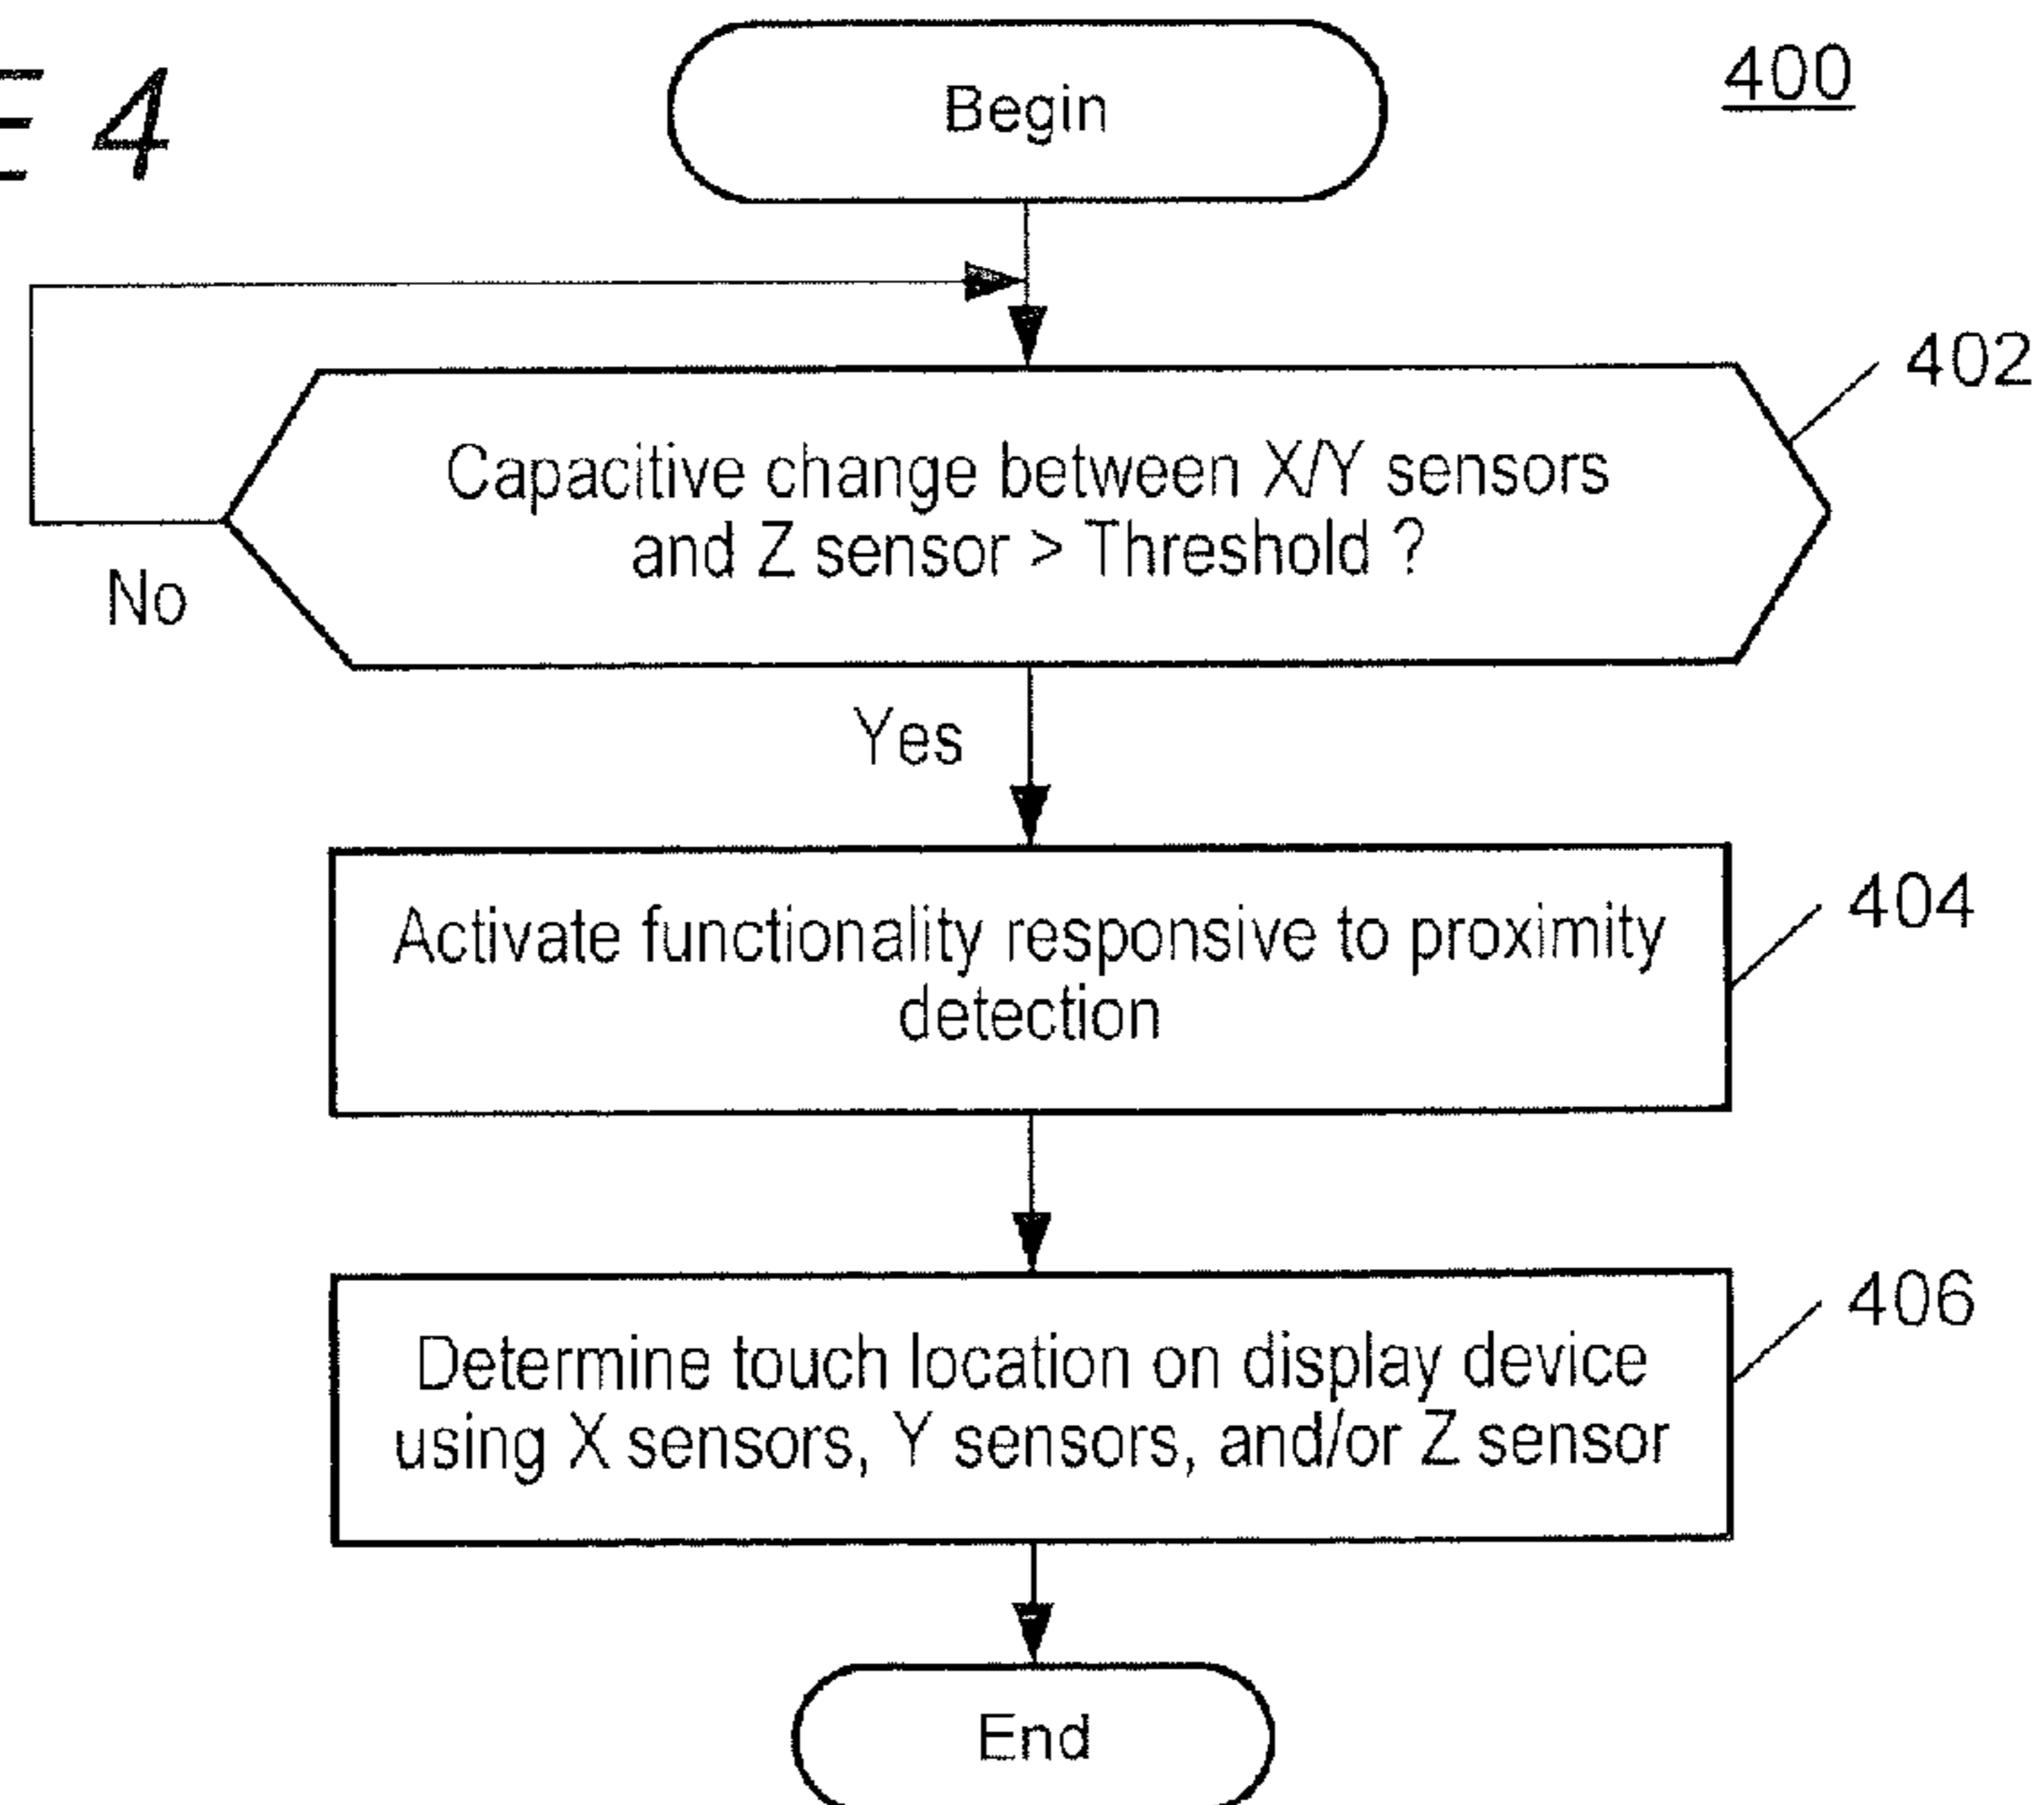 E 4
Begin
400
402
Capacitive change between X/Y sensors
and Z sensor > Threshold ?
No
Yes
Activate functionality responsive to proximity
detection
404
Determine touch location on display device
using X sensors, Y sensors, and/or Z sensor
406
End